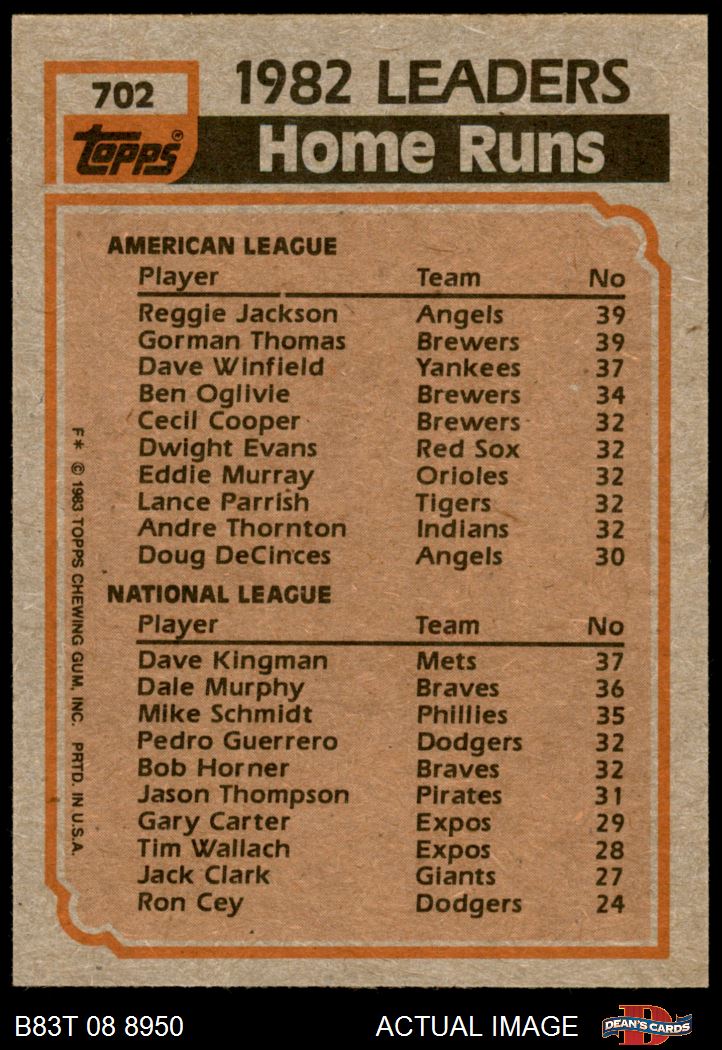 702
1982 LEADERS
Topps®
Home Runs
AMERICAN LEAGUE
Player Team No
Reggie Jackson Angels 39
Gorman Thomas Brewers 39
Dave Winfield Yankees 37
Ben Oglivie Brewers 34
Cecil Cooper Brewers 32
Dwight Evans Red Sox 32
Eddie Murray Orioles 32
Lance Parrish Tigers 32
Andre Thornton Indians 32
Doug DeCinces Angels 30
NATIONAL LEAGUE
Player Team No
Dave Kingman Mets 37
Dale Murphy Braves 36
Mike Schmidt Phillies 35
Pedro Guerrero Dodgers 32
Bob Horner Braves 32
Jason Thompson Pirates 31
Gary Carter Expos 29
Tim Wallach Expos 28
Jack Clark Giants 27
Ron Cey Dodgers 24
F* © 1983 TOPPS CHEWING GUM, INC. PRTD. IN U.S.A.
B83T 08 8950 ACTUAL IMAGE
D DEAN'S CARDS